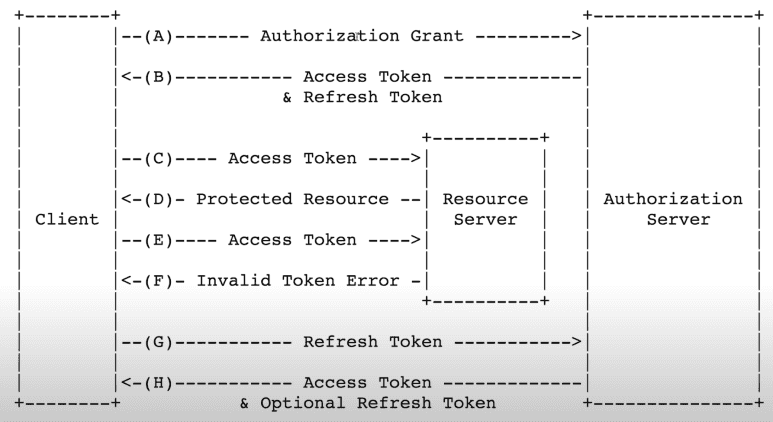 +--------+                                           +---------------+
|        |--(A)------- Authorization Grant --------->|               |
|        |<-(B)----------- Access Token -------------|               |
|        |               & Refresh Token             |               |
|        |                            +----------+   |               |
|        |--(C)---- Access Token ---->|          |   |               |
|        |<-(D)- Protected Resource --| Resource |   | Authorization |
| Client |                            |  Server  |   |     Server    |
|        |--(E)---- Access Token ---->|          |   |               |
|        |<-(F)- Invalid Token Error -|          |   |               |
|        |                            +----------+   |               |
|        |--(G)----------- Refresh Token ----------->|               |
|        |<-(H)----------- Access Token -------------|               |
+--------+           & Optional Refresh Token        +---------------+